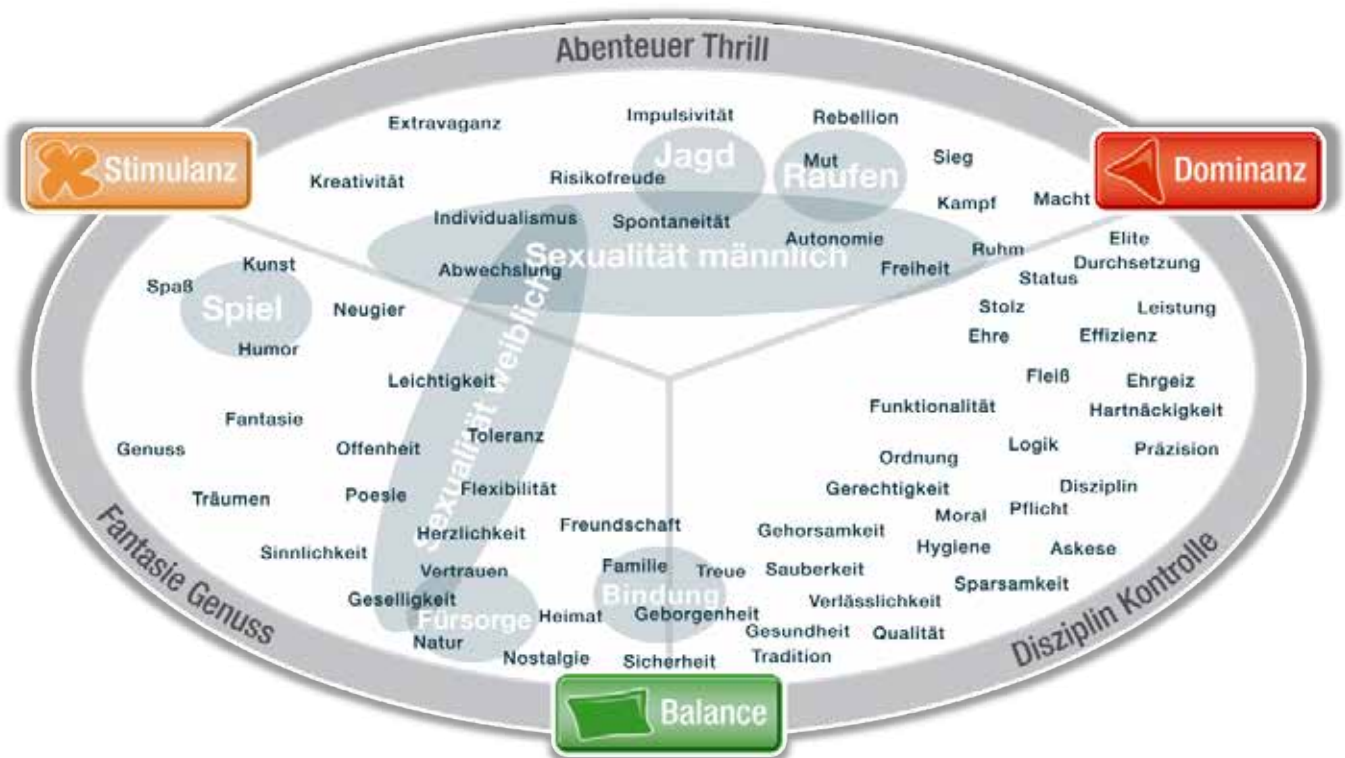 Abenteuer Thrill
Stimulanz
Dominanz
Extravaganz
Impulsivität
Rebellion
Jagd
Mut
Raufen
Sieg
Kreativität
Risikofreude
Kampf
Macht
Individualismus
Spontaneität
Autonomie
Sexualität männlich
Freiheit
Ruhm
Elite
Durchsetzung
Status
Abwechslung
Kunst
Spaß
Spiel
Neugier
Humor
Stolz
Leistung
Ehre
Effizienz
Leichtigkeit
Sexualität weiblich
Fleiß
Ehrgeiz
Funktionalität
Hartnäckigkeit
Fantasie
Genuss
Offenheit
Toleranz
Logik
Präzision
Ordnung
Träumen
Poesie
Flexibilität
Gerechtigkeit
Disziplin
Moral
Pflicht
Herzlichkeit
Freundschaft
Gehorsamkeit
Hygiene
Askese
Sinnlichkeit
Vertrauen
Familie
Treue
Sauberkeit
Sparsamkeit
Geselligkeit
Bindung
Verlässlichkeit
Fürsorge
Heimat
Geborgenheit
Natur
Gesundheit
Qualität
Nostalgie
Sicherheit
Tradition
Fantasie Genuss
Disziplin Kontrolle
Balance